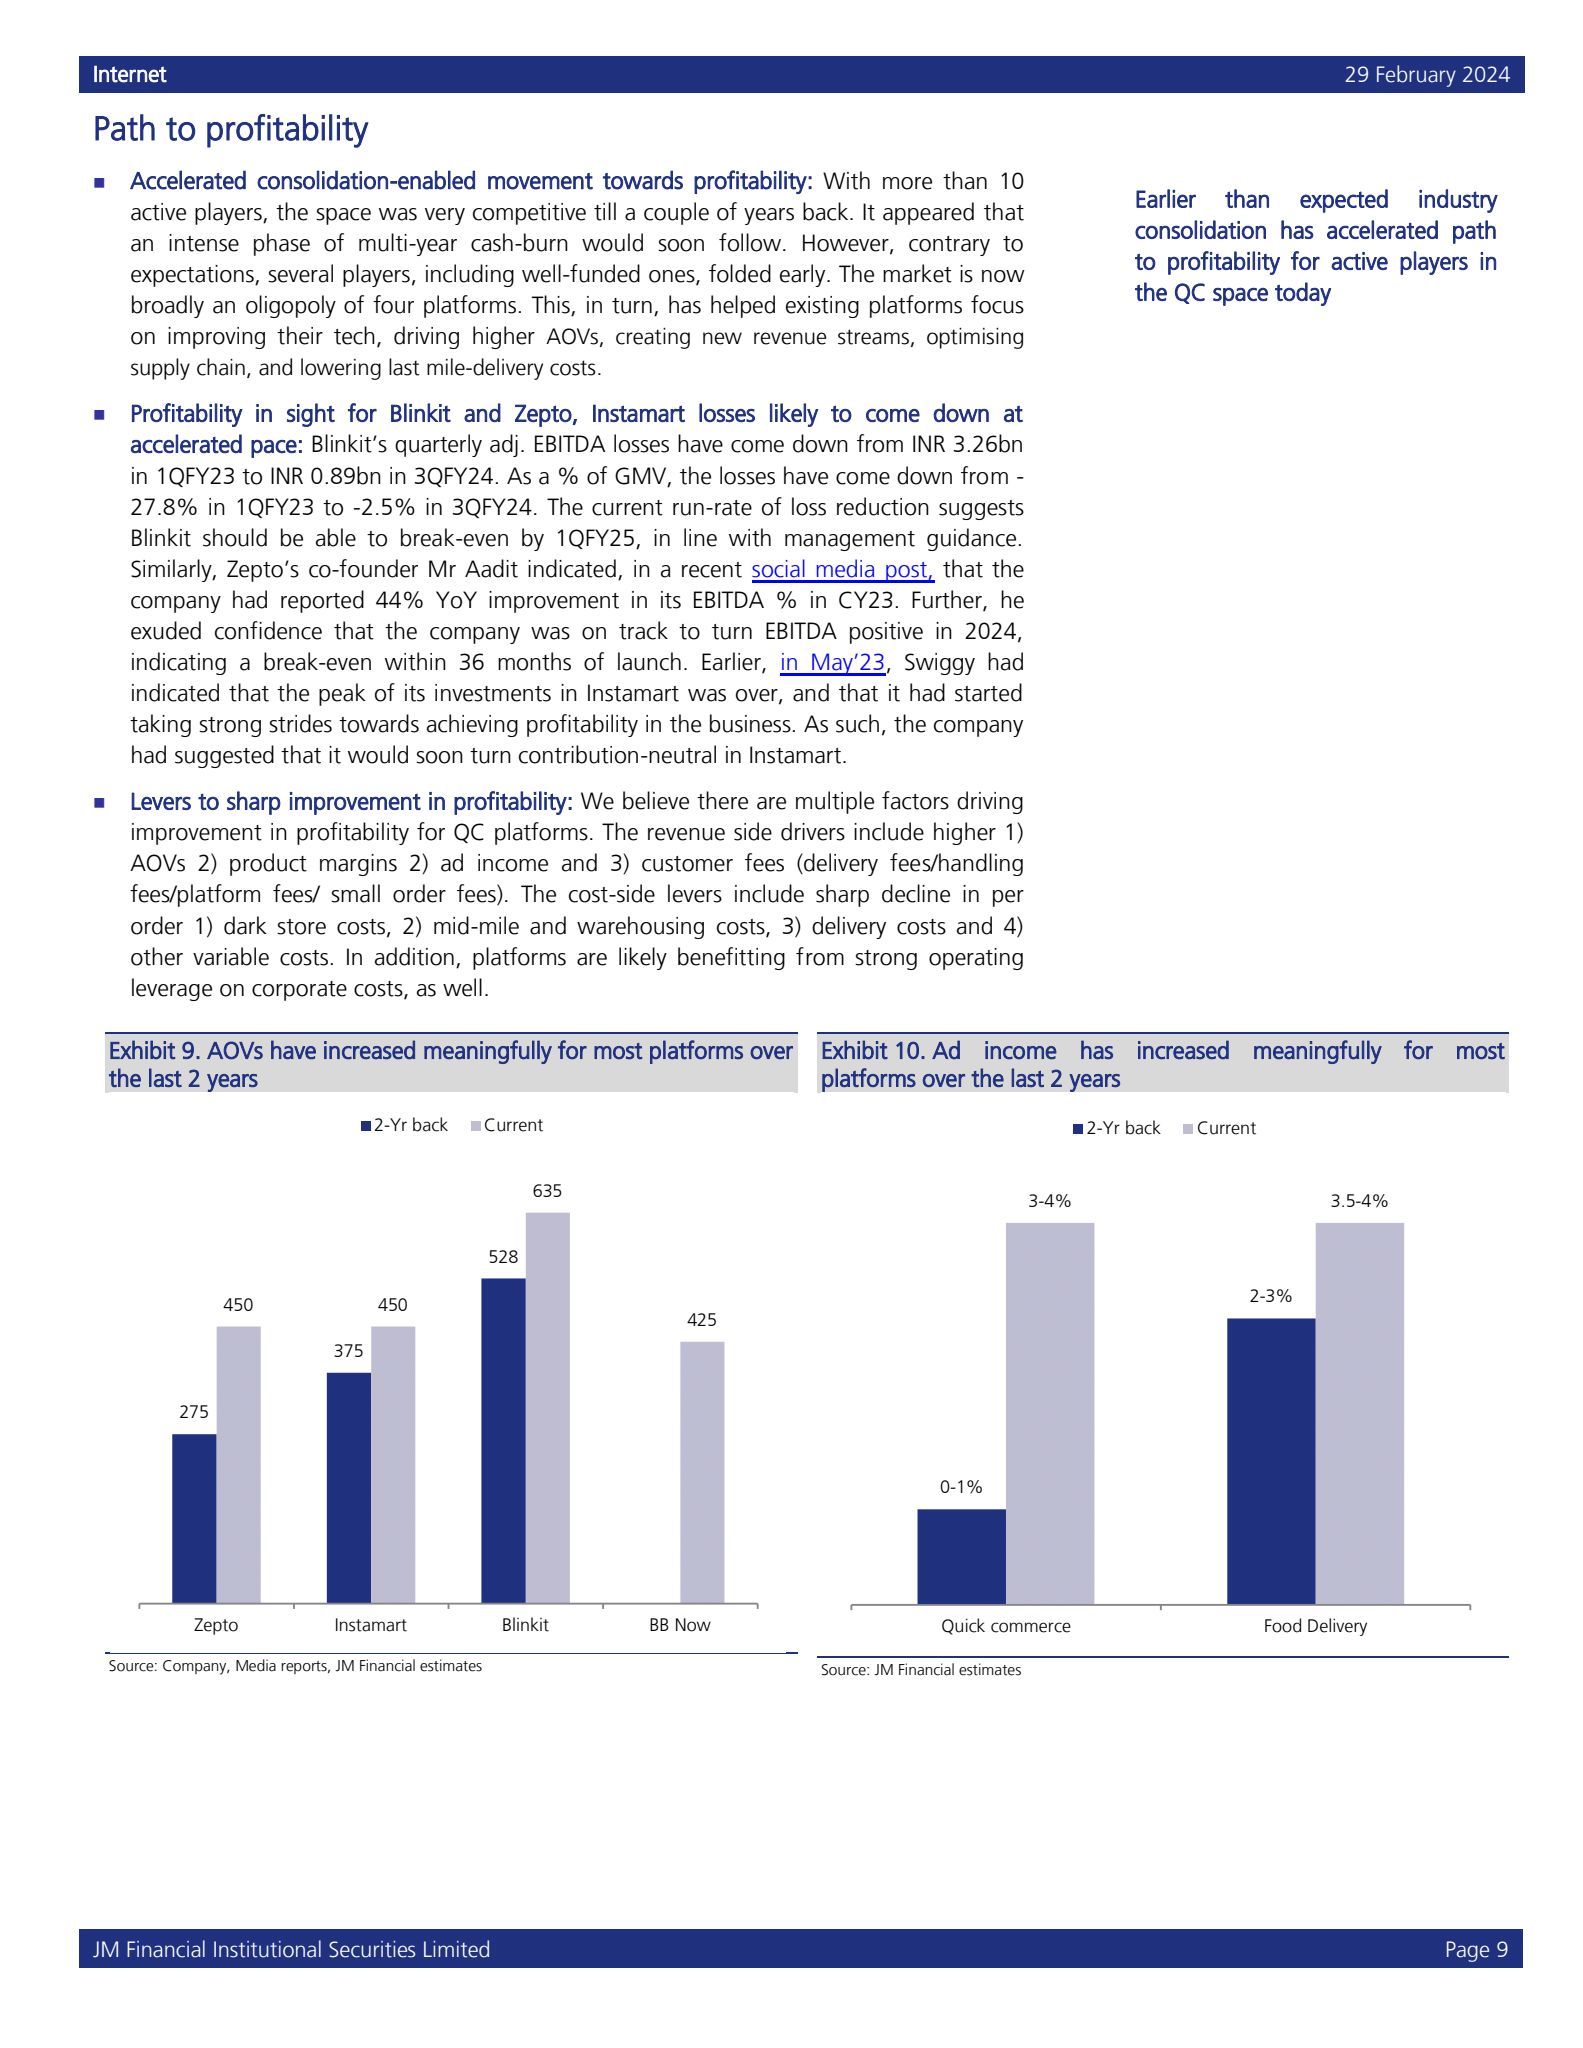 Internet
29 February 2024
Path to profitability
Accelerated consolidation-enabled movement towards profitability: With more than 10
active players, the space was very competitive till a couple of years back. It appeared that
an intense phase of multi-year cash-burn would soon follow. However, contrary to
expectations, several players, including well-funded ones, folded early. The market is now
broadly an oligopoly of four platforms. This, in turn, has helped existing platforms focus
on improving their tech, driving higher AOVs, creating new revenue streams, optimising
supply chain, and lowering last mile-delivery costs.
Earlier than expected industry
consolidation has accelerated path
to profitability for active players in
the QC space today
Profitability in sight for Blinkit and Zepto, Instamart losses likely to come down at
accelerated pace: Blinkit’s quarterly adj. EBITDA losses have come down from INR 3.26bn
in 1QFY23 to INR 0.89bn in 3QFY24. As a % of GMV, the losses have come down from -
27.8% in 1QFY23 to -2.5% in 3QFY24. The current run-rate of loss reduction suggests
Blinkit should be able to break-even by 1QFY25, in line with management guidance.
Similarly, Zepto’s co-founder Mr Aadit indicated, in a recent social media post, that the
company had reported 44% YoY improvement in its EBITDA % in CY23. Further, he
exuded confidence that the company was on track to turn EBITDA positive in 2024,
indicating a break-even within 36 months of launch. Earlier, in May’23, Swiggy had
indicated that the peak of its investments in Instamart was over, and that it had started
taking strong strides towards achieving profitability in the business. As such, the company
had suggested that it would soon turn contribution-neutral in Instamart.
Levers to sharp improvement in profitability: We believe there are multiple factors driving
improvement in profitability for QC platforms. The revenue side drivers include higher 1)
AOVs 2) product margins 2) ad income and 3) customer fees (delivery fees/handling
fees/platform fees/ small order fees). The cost-side levers include sharp decline in per
order 1) dark store costs, 2) mid-mile and warehousing costs, 3) delivery costs and 4)
other variable costs. In addition, platforms are likely benefitting from strong operating
leverage on corporate costs, as well.
Exhibit 9. AOVs have increased meaningfully for most platforms over
the last 2 years
2-Yr back Current
275
450
375
450
528
635
425
Zepto Instamart Blinkit BB Now
Source: Company, Media reports, JM Financial estimates
Exhibit 10. Ad income has increased meaningfully for most
platforms over the last 2 years
2-Yr back Current
0-1%
3-4%
2-3%
3.5-4%
Quick commerce Food Delivery
Source: JM Financial estimates
JM Financial Institutional Securities Limited
Page 9